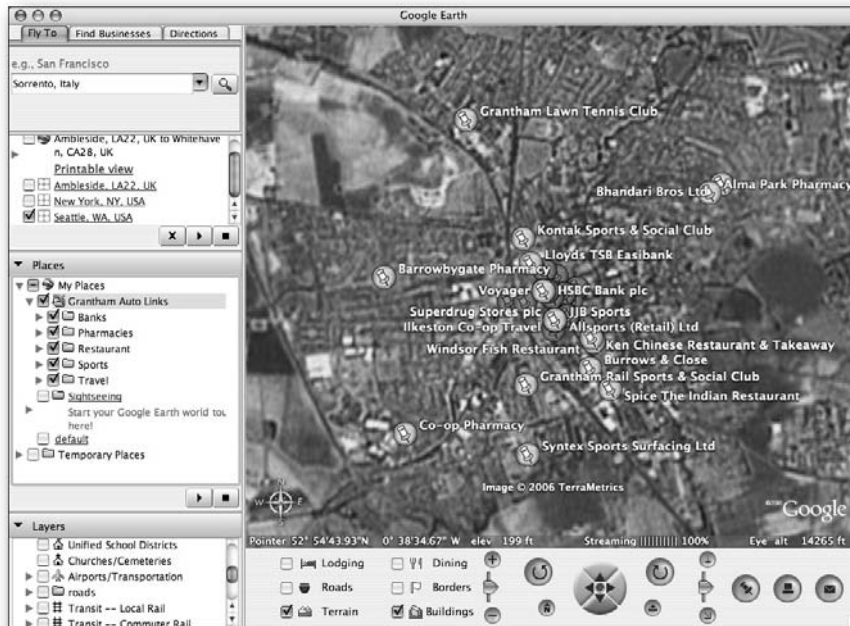 Google Earth
Fly To
Find Businesses
Directions
e.g., San Francisco
Sorrento, Italy
Ambleside, LA22, UK to Whitehave
n, CA28, UK
Printable view
Ambleside, LA22, UK
New York, NY, USA
Seattle, WA, USA
Places
My Places
Grantham Auto Links
Banks
Pharmacies
Restaurant
Sports
Travel
Sightseeing
Start your Google Earth world tou
here!
default
Temporary Places
Layers
Unified School Districts
Churches/Cemeteries
Airports/Transportation
roads
Transit -- Local Rail
Transit -- Commuter Rail
Grantham Lawn Tennis Club
Bhandari Bros Ltd
Alma Park Pharmacy
Kontak Sports & Social Club
Lloyds TSB Easibank
Barrowbygate Pharmacy
Voyager
HSBC Bank plc
Superdrug Stores plc
JJB Sports
Ilkeston Co-op Travel
Allsports (Retail) Ltd
Windsor Fish Restaurant
Ken Chinese Restaurant & Takeaway
Burrows & Close
Grantham Rail Sports & Social Club
Spice The Indian Restaurant
Co-op Pharmacy
Syntex Sports Surfacing Ltd
Image © 2006 TerraMetrics
N
W
E
S
Google
Pointer 52° 54'43.93"N 0° 38'34.67" W elev 199 ft
Streaming |||||||||| 100%
Eye alt 14265 ft
Lodging
Dining
Roads
Borders
Terrain
Buildings
N